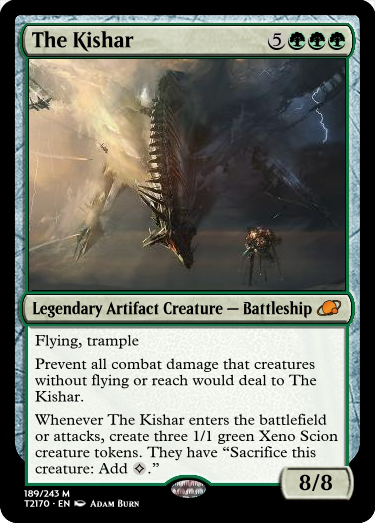 The Kishar 5
Legendary Artifact Creature — Battleship
Flying, trample
Prevent all combat damage that creatures
without flying or reach would deal to The
Kishar.
Whenever The Kishar enters the battlefield
or attacks, create three 1/1 green Xeno Scion
creature tokens. They have “Sacrifice this
creature: Add .”
8/8
189/243 M
T2170 • EN Adam Burn